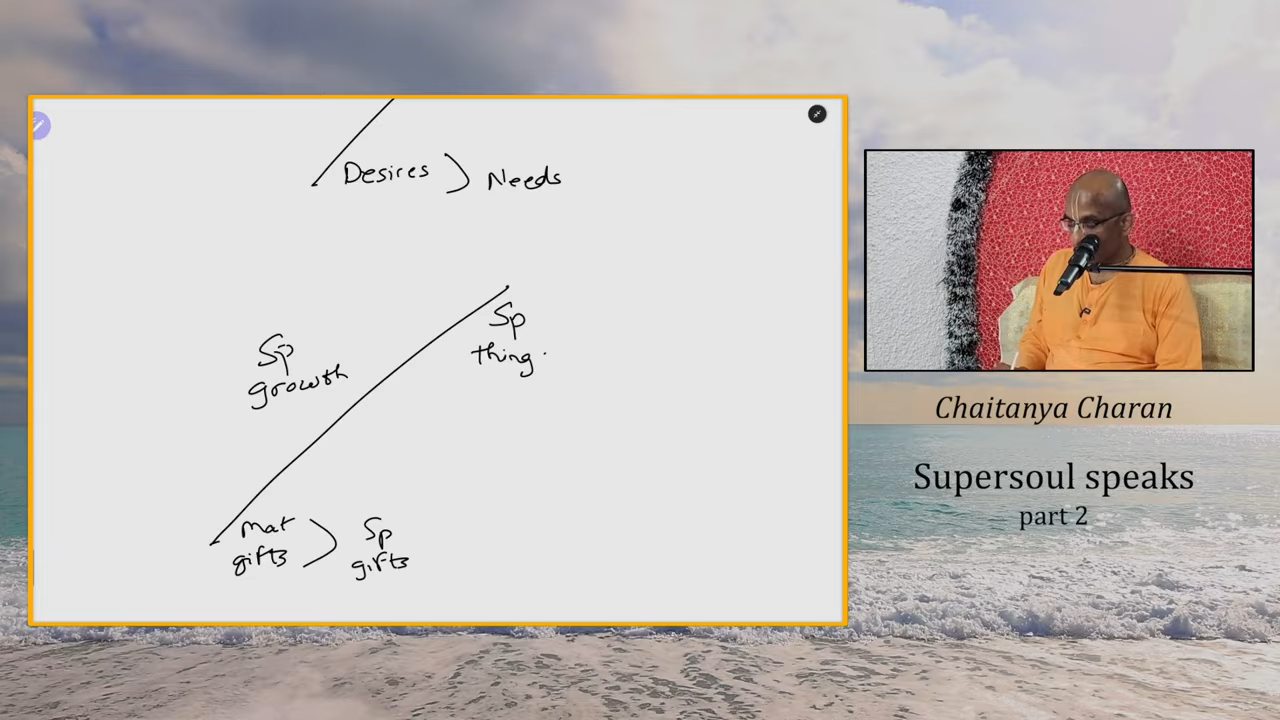 Desires ) Needs
Sp
thing.
Sp
growth
Mat
gifts ) Sp
gifts
Chaitanya Charan
Supersoul speaks
part 2